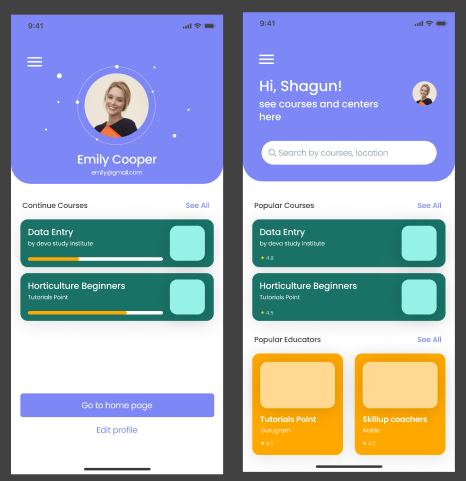 9:41
Emily Cooper
emily@gmail.com
Continue Courses
See All
Data Entry
by deva study institute
Horticulture Beginners
Tutorials Point
Go to home page
Edit profile
9:41
Hi, Shagun!
see courses and centers
here
Search by courses, location
Popular Courses
See All
Data Entry
by deva study institute
4.8
Horticulture Beginners
Tutorials Point
4.5
Popular Educators
See All
Tutorials Point
Gurugram
4.5
Skillup coachers
Noida
4.5